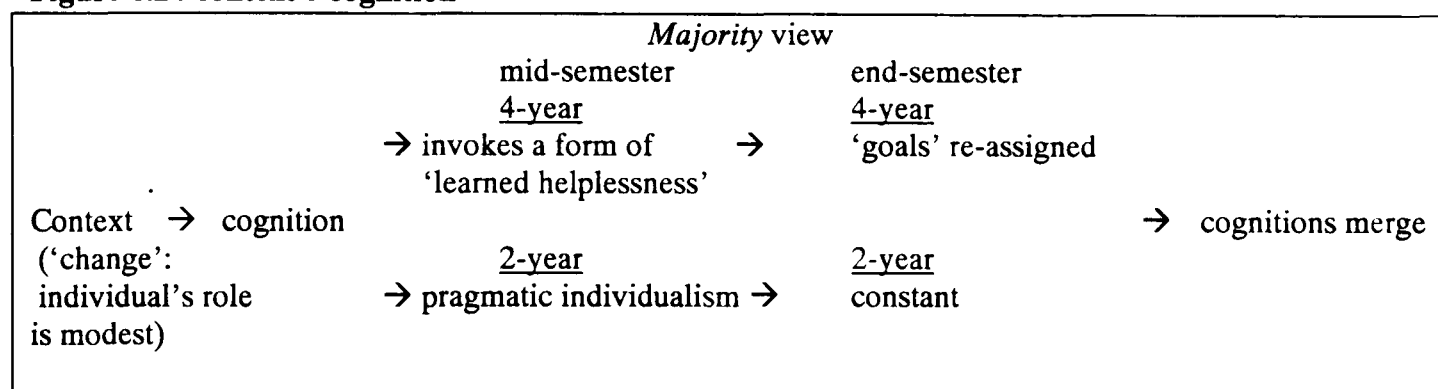 Majority view
mid-semester end-semester
4-year 4-year
→ invokes a form of → 'goals' re-assigned
'learned helplessness'
Context → cognition → cognitions merge
('change': 2-year 2-year
individual's role → pragmatic individualism → constant
is modest)